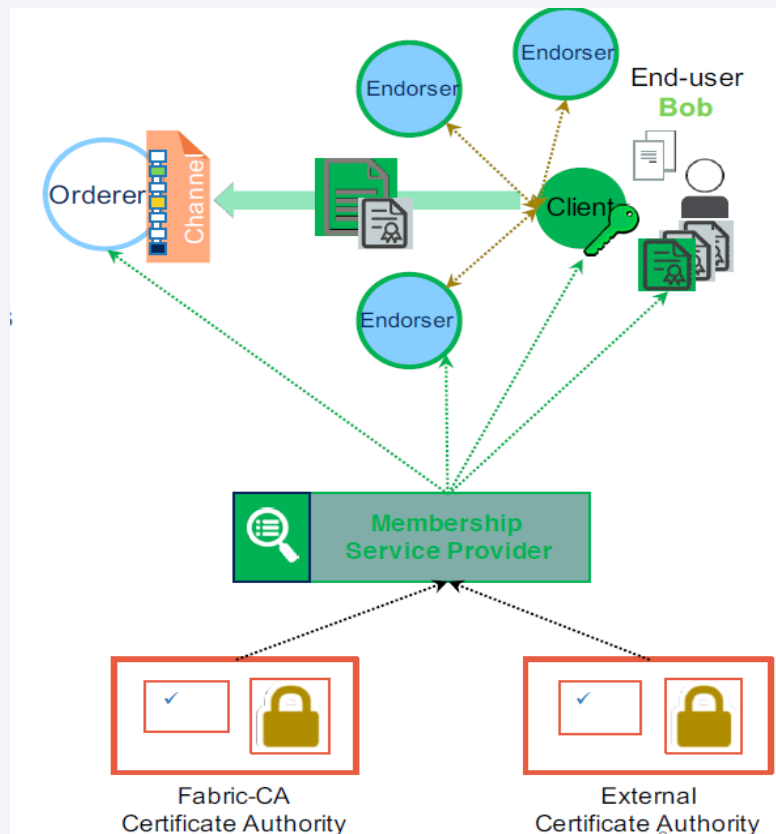 Endorser
Endorser
End-user
Bob
Orderer
Channel
Client
Endorser
s
Membership
Service Provider
Fabric-CA
Certificate Authority
External
Certificate Authority